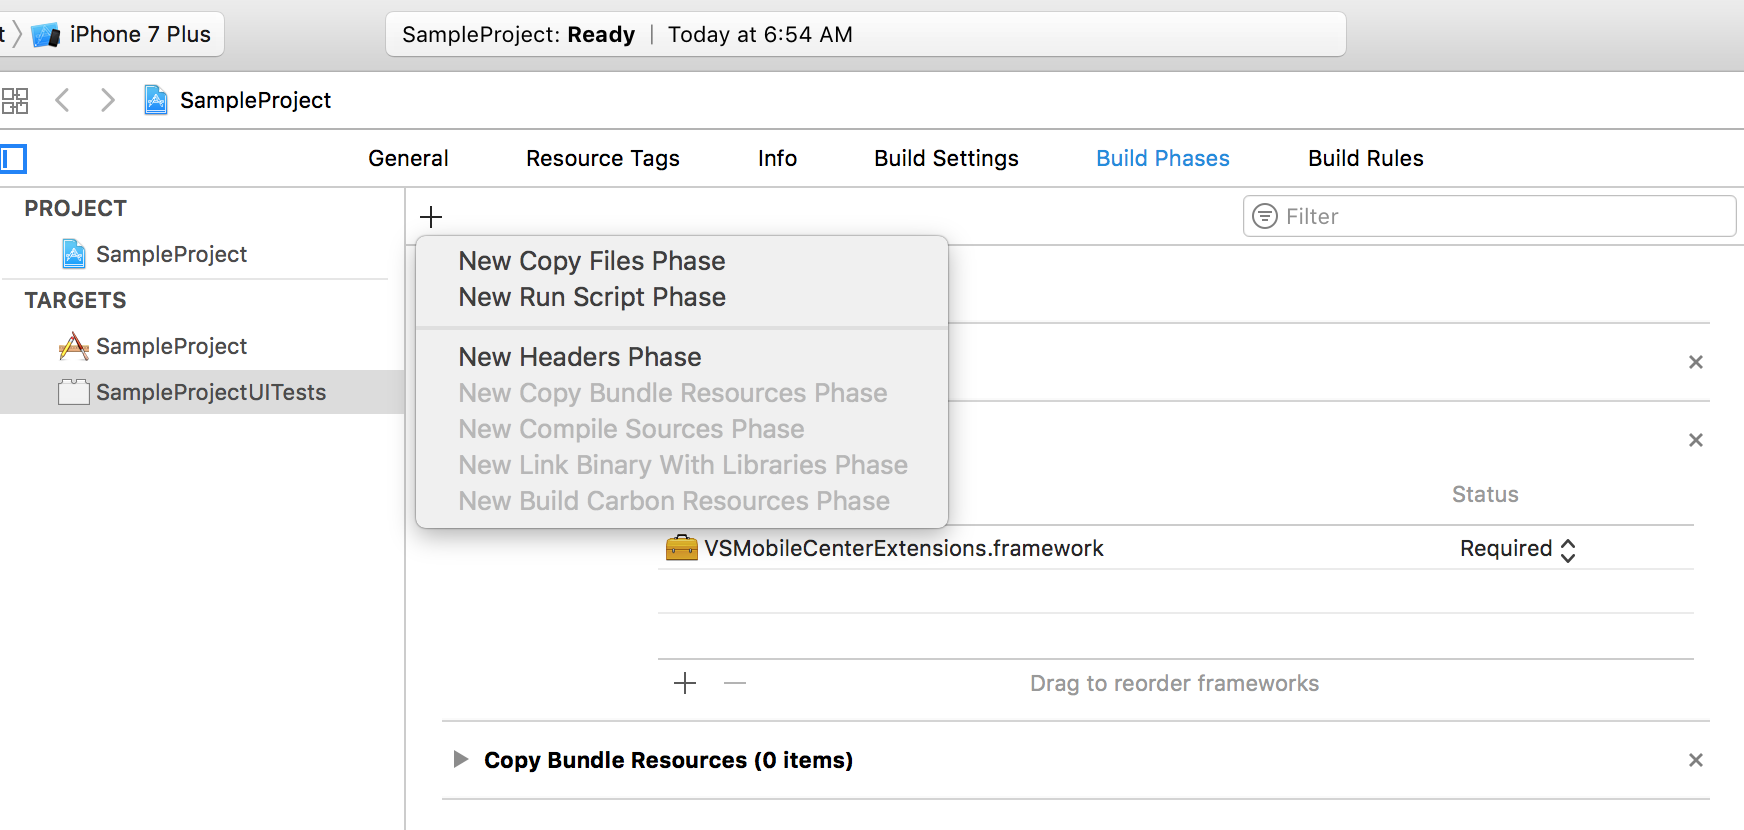 t iPhone 7 Plus
SampleProject: Ready | Today at 6:54 AM
SampleProject
General Resource Tags Info Build Settings Build Phases Build Rules
PROJECT
SampleProject
TARGETS
SampleProject
SampleProjectUITests
Filter
New Copy Files Phase
New Run Script Phase
New Headers Phase
New Copy Bundle Resources Phase
New Compile Sources Phase
New Link Binary With Libraries Phase
New Build Carbon Resources Phase
Status
VSMobileCenterExtensions.framework Required
Drag to reorder frameworks
Copy Bundle Resources (0 items)